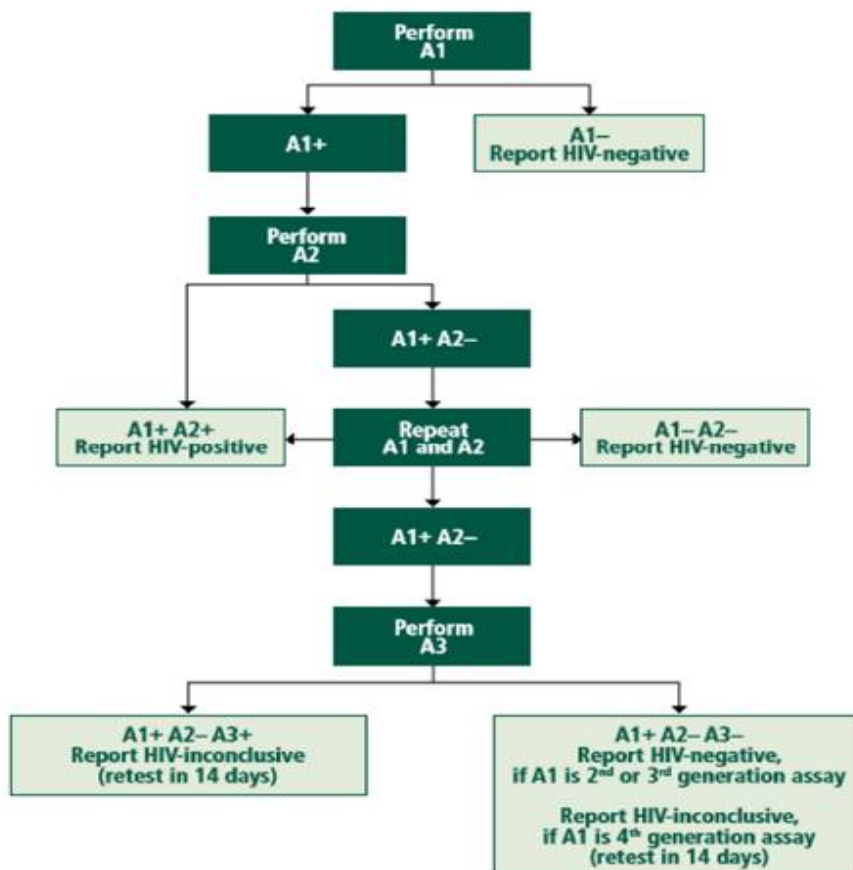 Perform
A1
A1+
A1–
Report HIV-negative
Perform
A2
A1+ A2–
A1+ A2+
Report HIV-positive
Repeat
A1 and A2
A1– A2–
Report HIV-negative
A1+ A2–
Perform
A3
A1+ A2– A3+
Report HIV-inconclusive
(retest in 14 days)
A1+ A2– A3–
Report HIV-negative,
if A1 is 2nd or 3rd generation assay
Report HIV-inconclusive,
if A1 is 4th generation assay
(retest in 14 days)